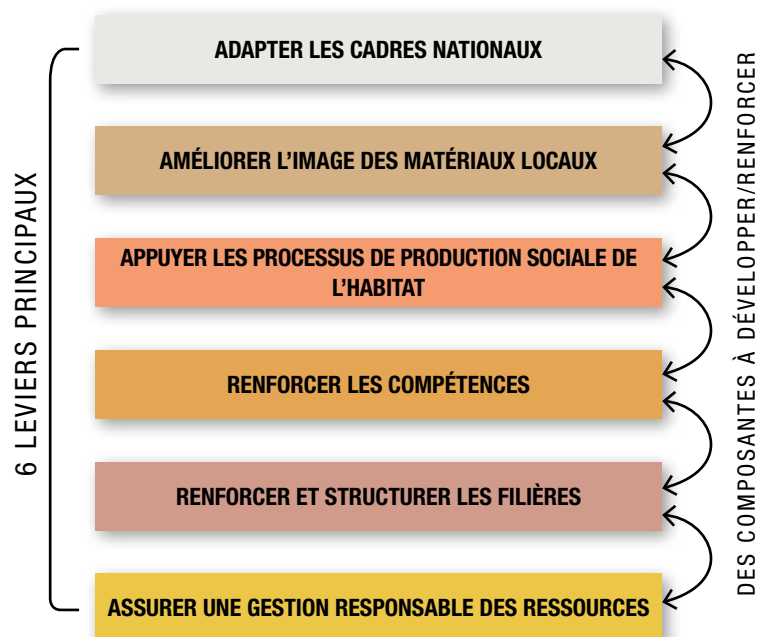 6 LEVIERS PRINCIPAUX
ADAPTER LES CADRES NATIONAUX
AMÉLIORER L’IMAGE DES MATÉRIAUX LOCAUX
APPUYER LES PROCESSUS DE PRODUCTION SOCIALE DE
L’HABITAT
RENFORCER LES COMPÉTENCES
RENFORCER ET STRUCTURER LES FILIÈRES
ASSURER UNE GESTION RESPONSABLE DES RESSOURCES
DES COMPOSANTES À DÉVELOPPER/RENFORCER